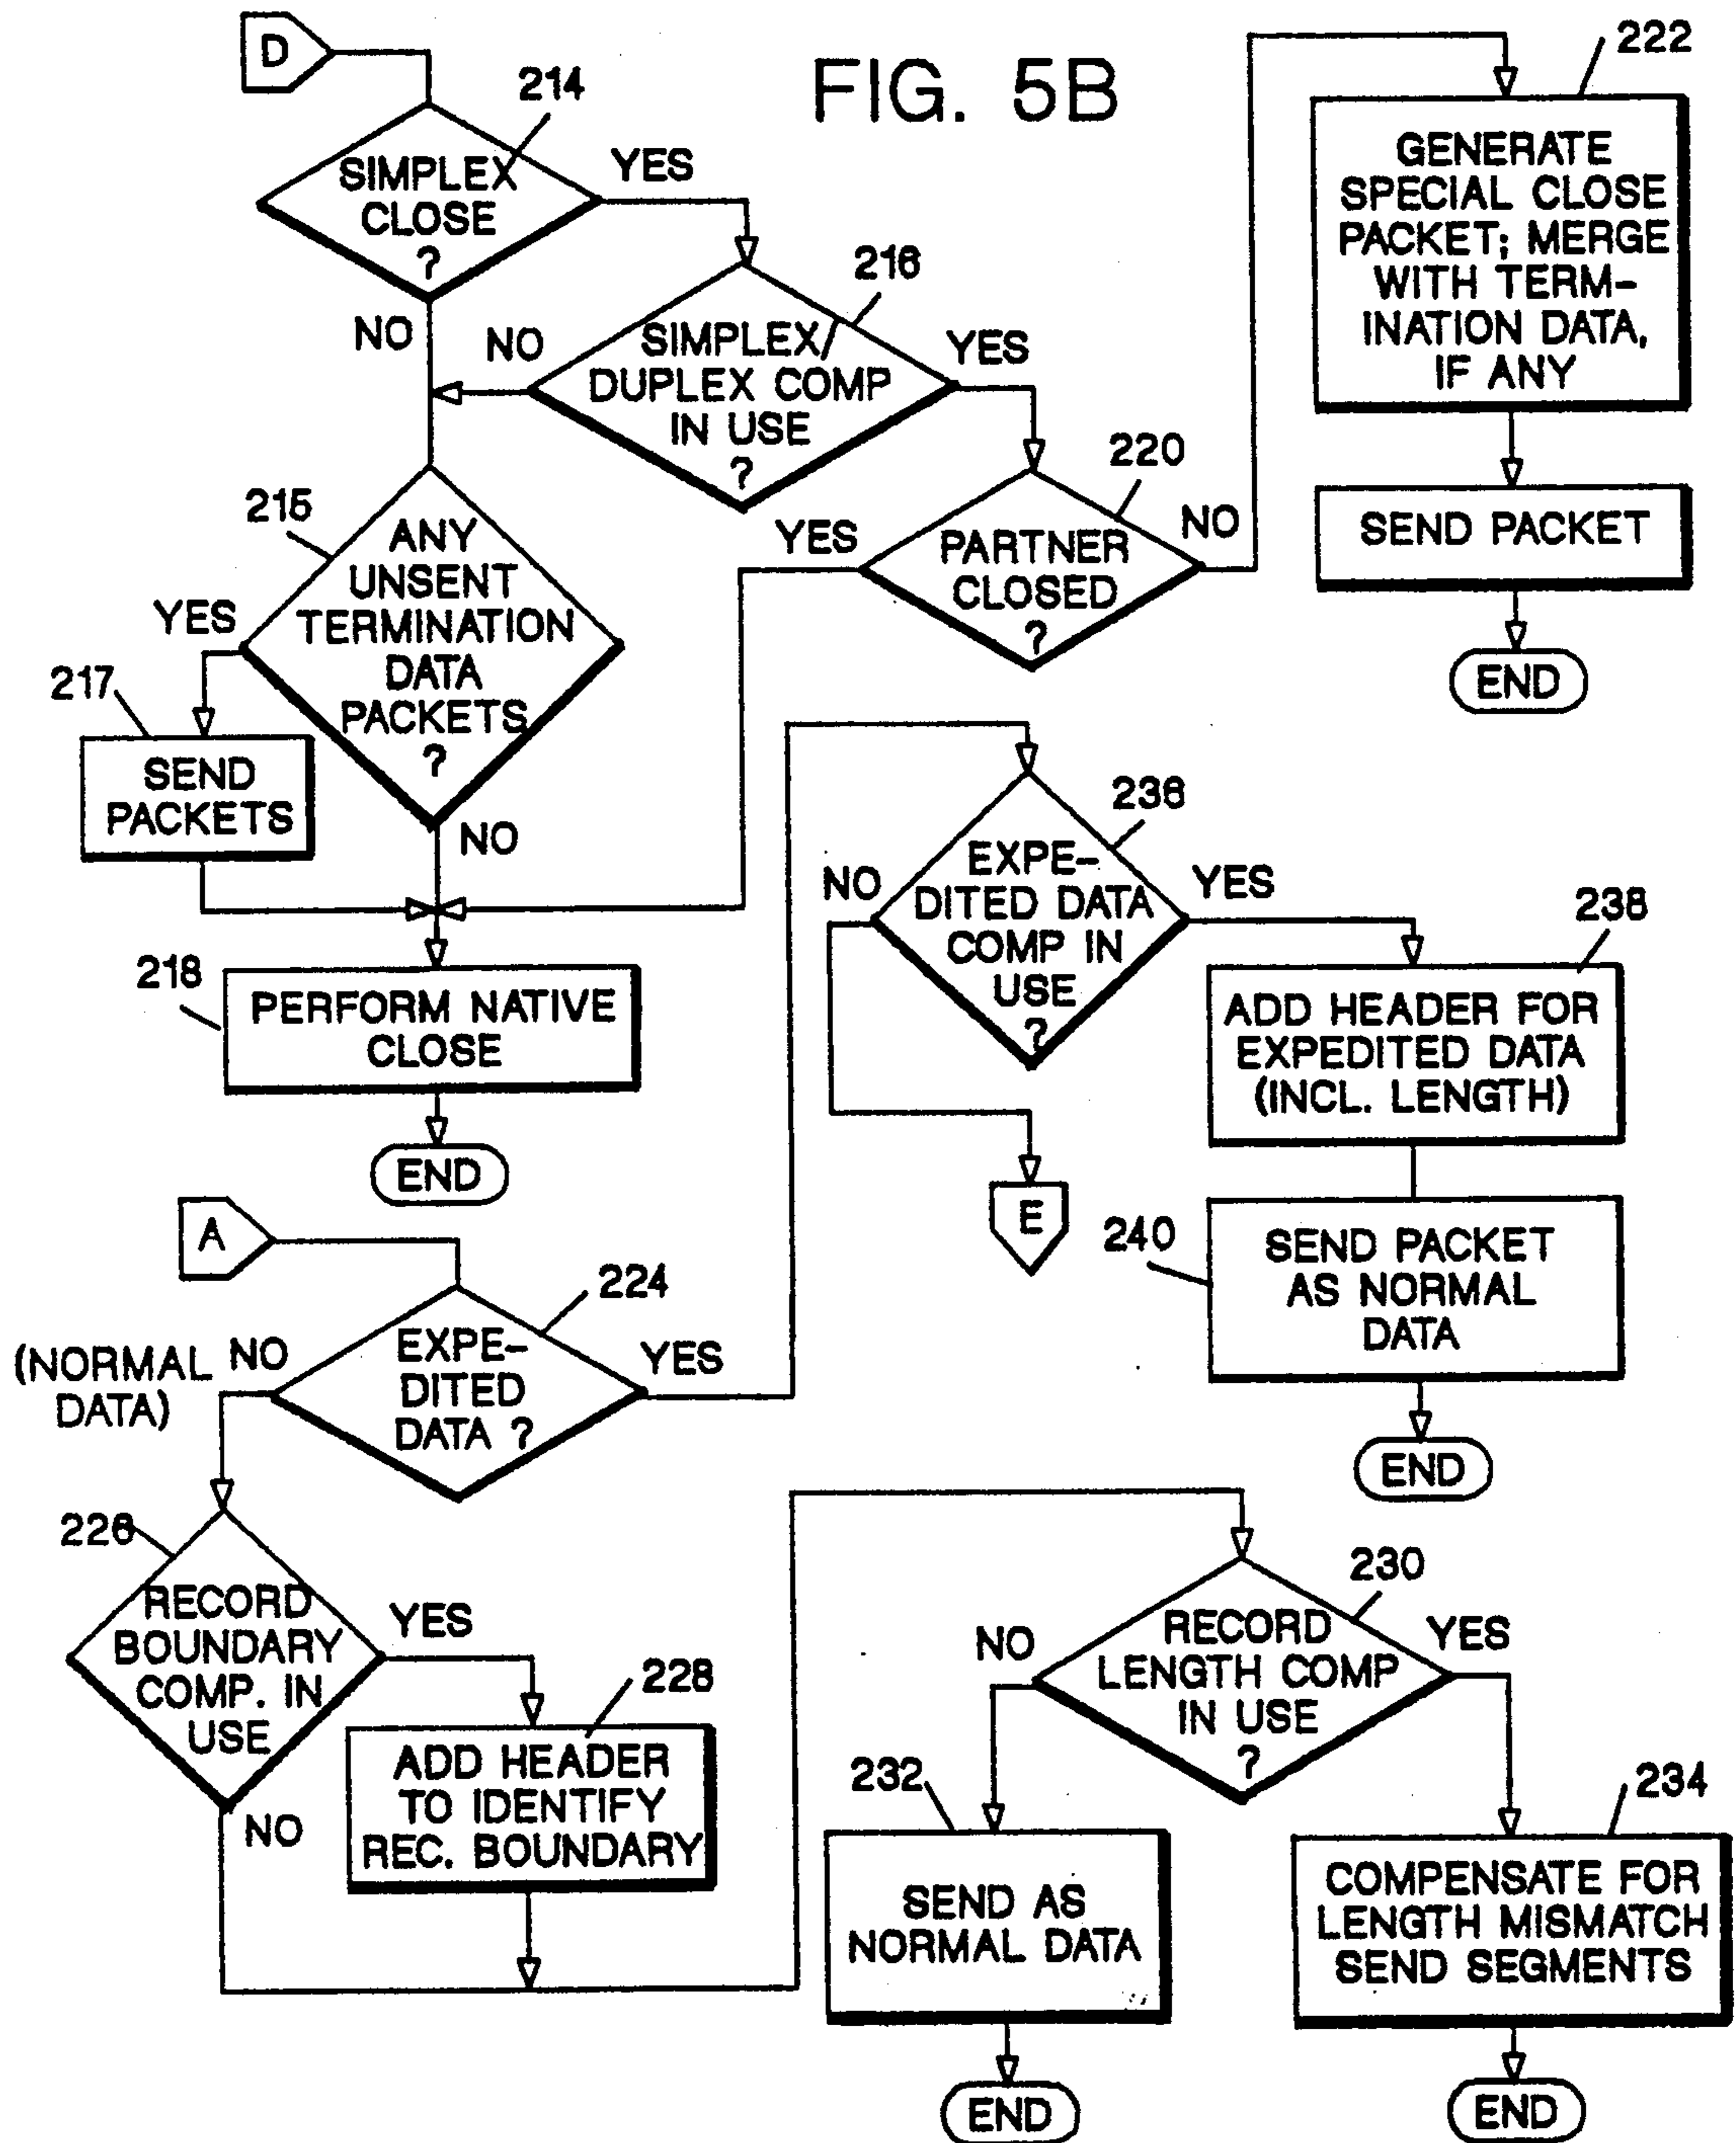 FIG. 5B
D
214
SIMPLEX
CLOSE
?
YES
NO
216
SIMPLEX/
DUPLEX COMP
IN USE
?
NO
YES
220
PARTNER
CLOSED
?
YES
NO
222
GENERATE
SPECIAL CLOSE
PACKET; MERGE
WITH TERM-
INATION DATA,
IF ANY
SEND PACKET
END
215
ANY
UNSENT
TERMINATION
DATA
PACKETS
?
YES
NO
217
SEND
PACKETS
218
PERFORM NATIVE
CLOSE
END
A
224
EXPE-
DITED
DATA ?
(NORMAL
DATA)
NO
YES
236
EXPE-
DITED DATA
COMP IN
USE
?
NO
YES
E
238
ADD HEADER FOR
EXPEDITED DATA
(INCL. LENGTH)
240
SEND PACKET
AS NORMAL
DATA
END
226
RECORD
BOUNDARY
COMP. IN
USE
YES
NO
228
ADD HEADER
TO IDENTIFY
REC. BOUNDARY
230
RECORD
LENGTH COMP
IN USE
?
NO
YES
232
SEND AS
NORMAL DATA
END
234
COMPENSATE FOR
LENGTH MISMATCH
SEND SEGMENTS
END